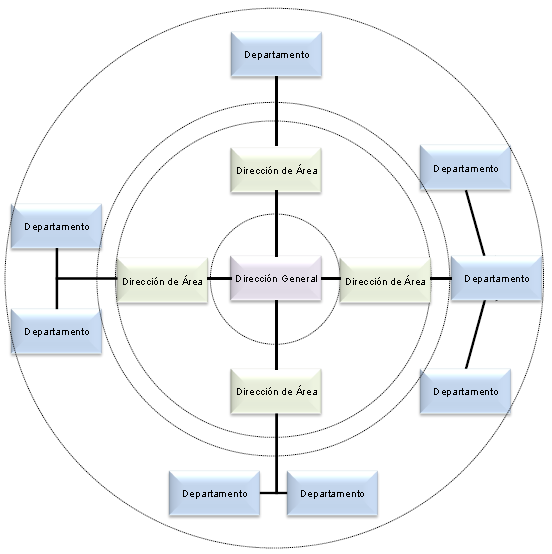 Departamento
Dirección de Área
Departamento
Departamento
Dirección de Área
Dirección General
Dirección de Área
Departamento
Departamento
Dirección de Área
Departamento
Departamento
Departamento